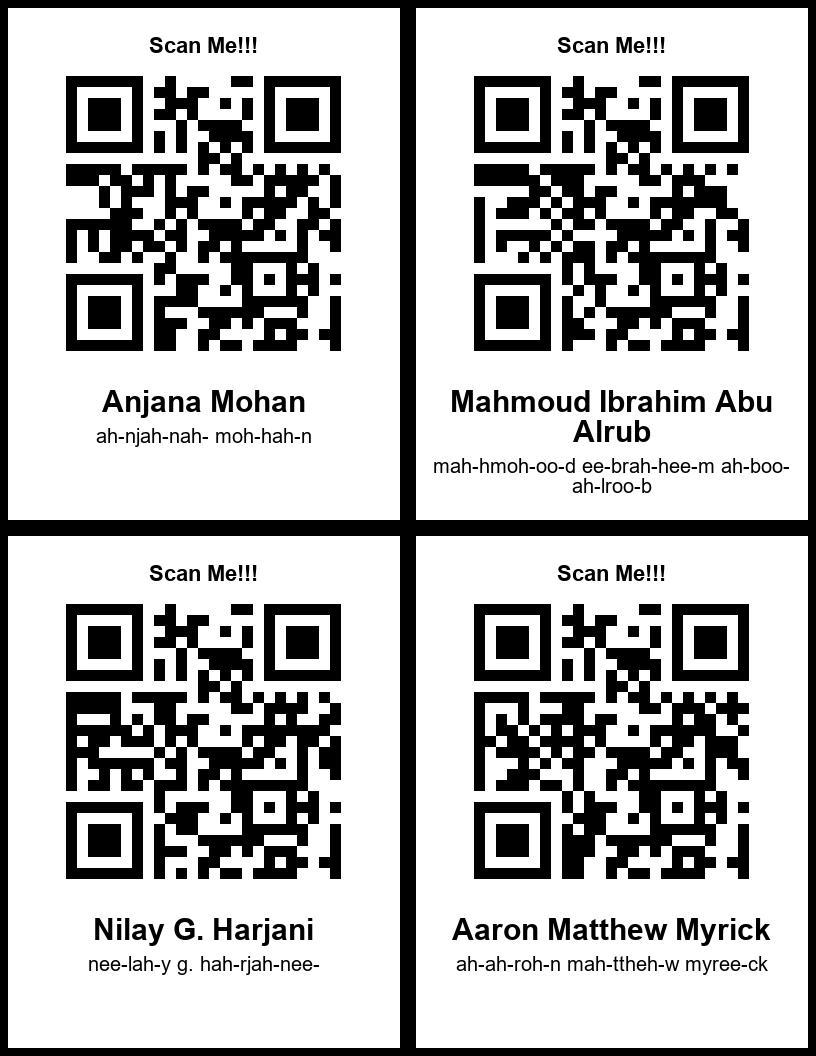 Scan Me!!!
Anjana Mohan
ah-njah-nah- moh-hah-n
Scan Me!!!
Mahmoud Ibrahim Abu
Alrub
mah-hmoh-oo-d ee-brah-hee-m ah-boo-
ah-lroo-b
Scan Me!!!
Nilay G. Harjani
nee-lah-y g. hah-rjah-nee-
Scan Me!!!
Aaron Matthew Myrick
ah-ah-roh-n mah-ttheh-w myree-ck